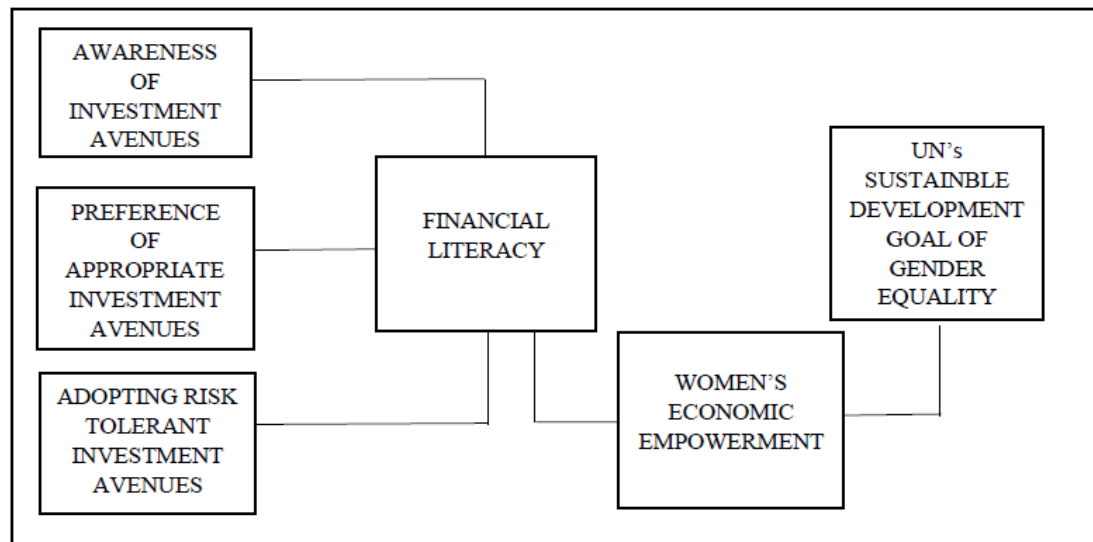 AWARENESS
OF
INVESTMENT
AVENUES
PREFERENCE
OF
APPROPRIATE
INVESTMENT
AVENUES
ADOPTING RISK
TOLERANT
INVESTMENT
AVENUES
FINANCIAL
LITERACY
WOMEN'S
ECONOMIC
EMPOWERMENT
UN's
SUSTAINBLE
DEVELOPMENT
GOAL OF
GENDER
EQUALITY